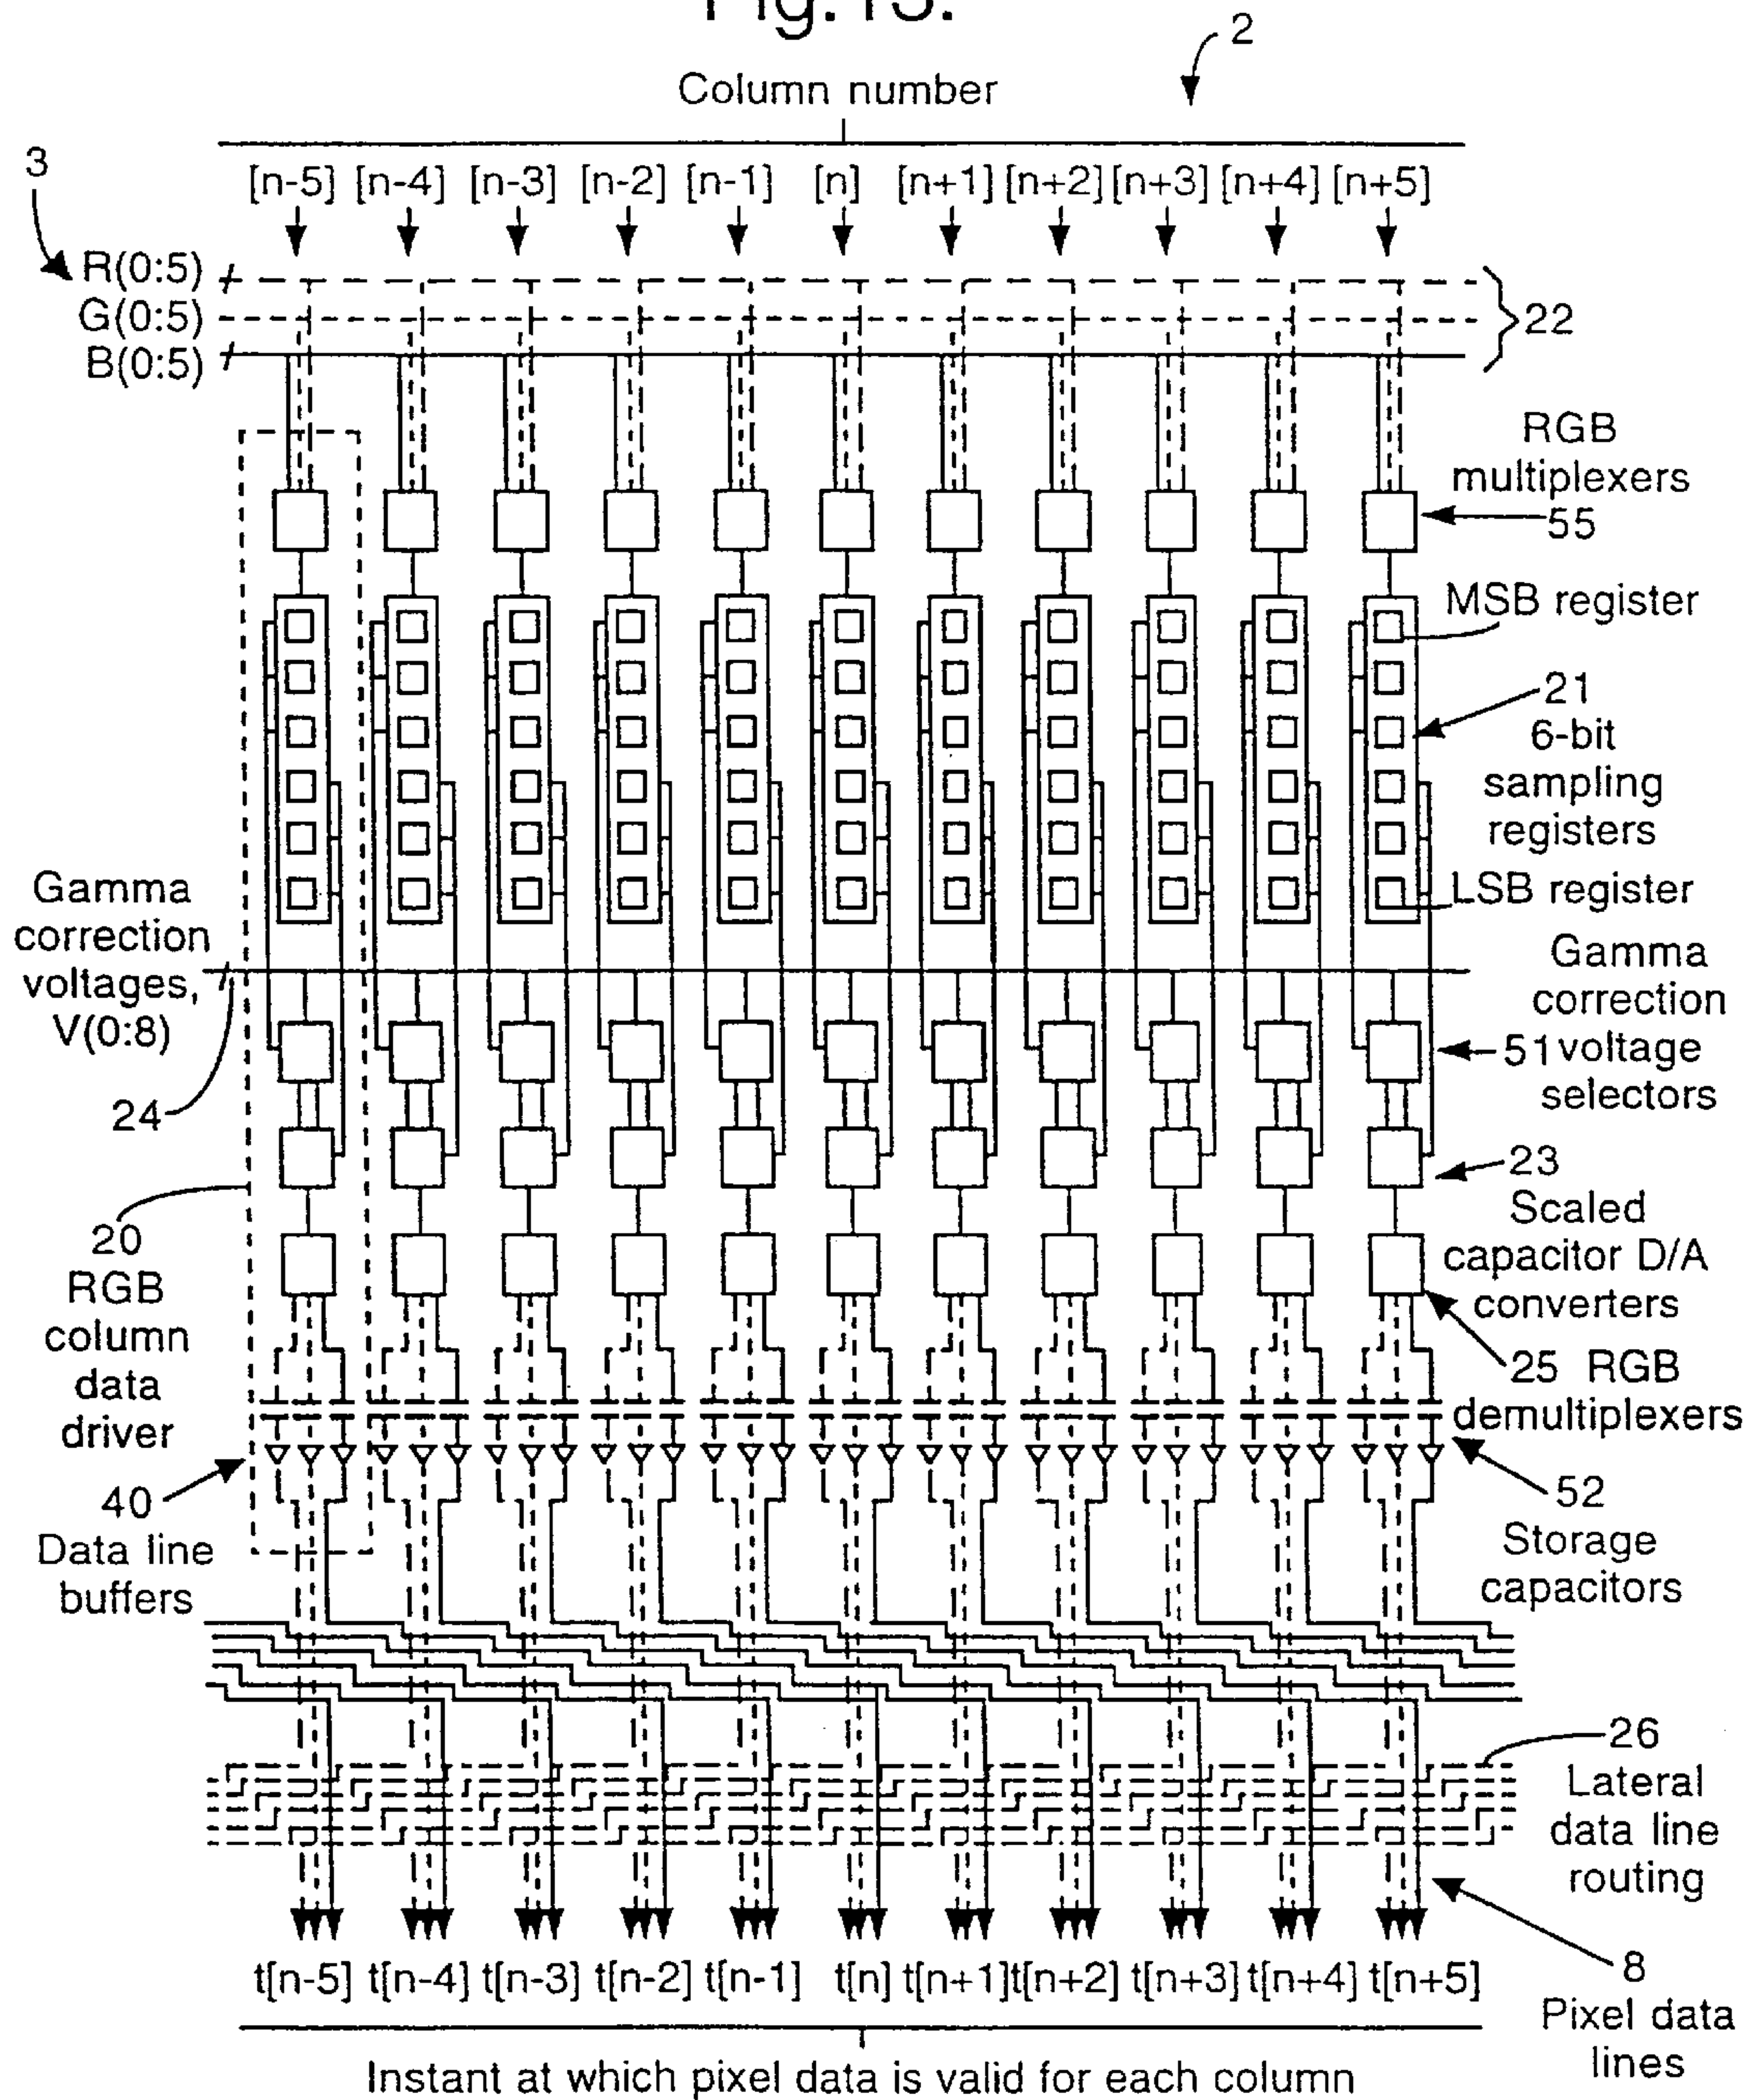 Fig.13.
2
Column number
3
[n-5] [n-4] [n-3] [n-2] [n-1] [n] [n+1] [n+2] [n+3] [n+4] [n+5]
R(0:5)
G(0:5)
B(0:5)
22
RGB
multiplexers
55
MSB register
21
6-bit
sampling
registers
LSB register
Gamma
correction
voltages,
V(0:8)
24
Gamma
correction
51 voltage
selectors
23
Scaled
capacitor D/A
converters
20
RGB
column
data
driver
25 RGB
demultiplexers
40
Data line
buffers
52
Storage
capacitors
26
Lateral
data line
routing
t[n-5] t[n-4] t[n-3] t[n-2] t[n-1] t[n] t[n+1] t[n+2] t[n+3] t[n+4] t[n+5]
8
Pixel data
lines
Instant at which pixel data is valid for each column